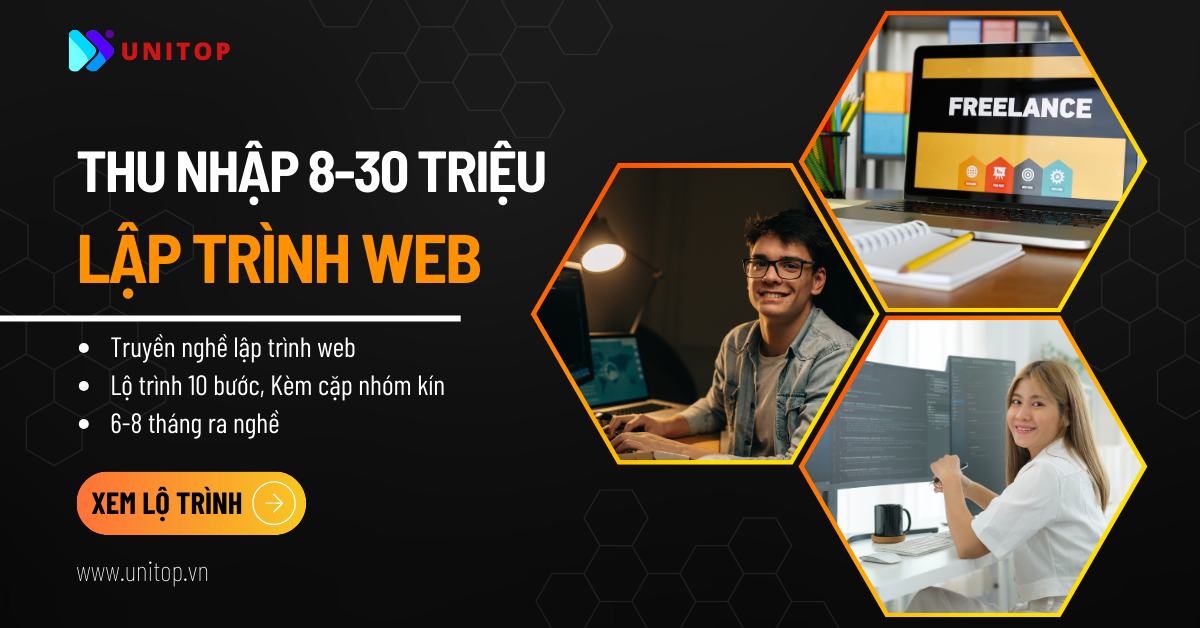 UNITOP
THU NHẬP 8-30 TRIỆU
LẬP TRÌNH WEB
Truyền nghề lập trình web
Lộ trình 10 bước, Kèm cặp nhóm kín
6-8 tháng ra nghề
XEM LỘ TRÌNH
www.unitop.vn
FREELANCE